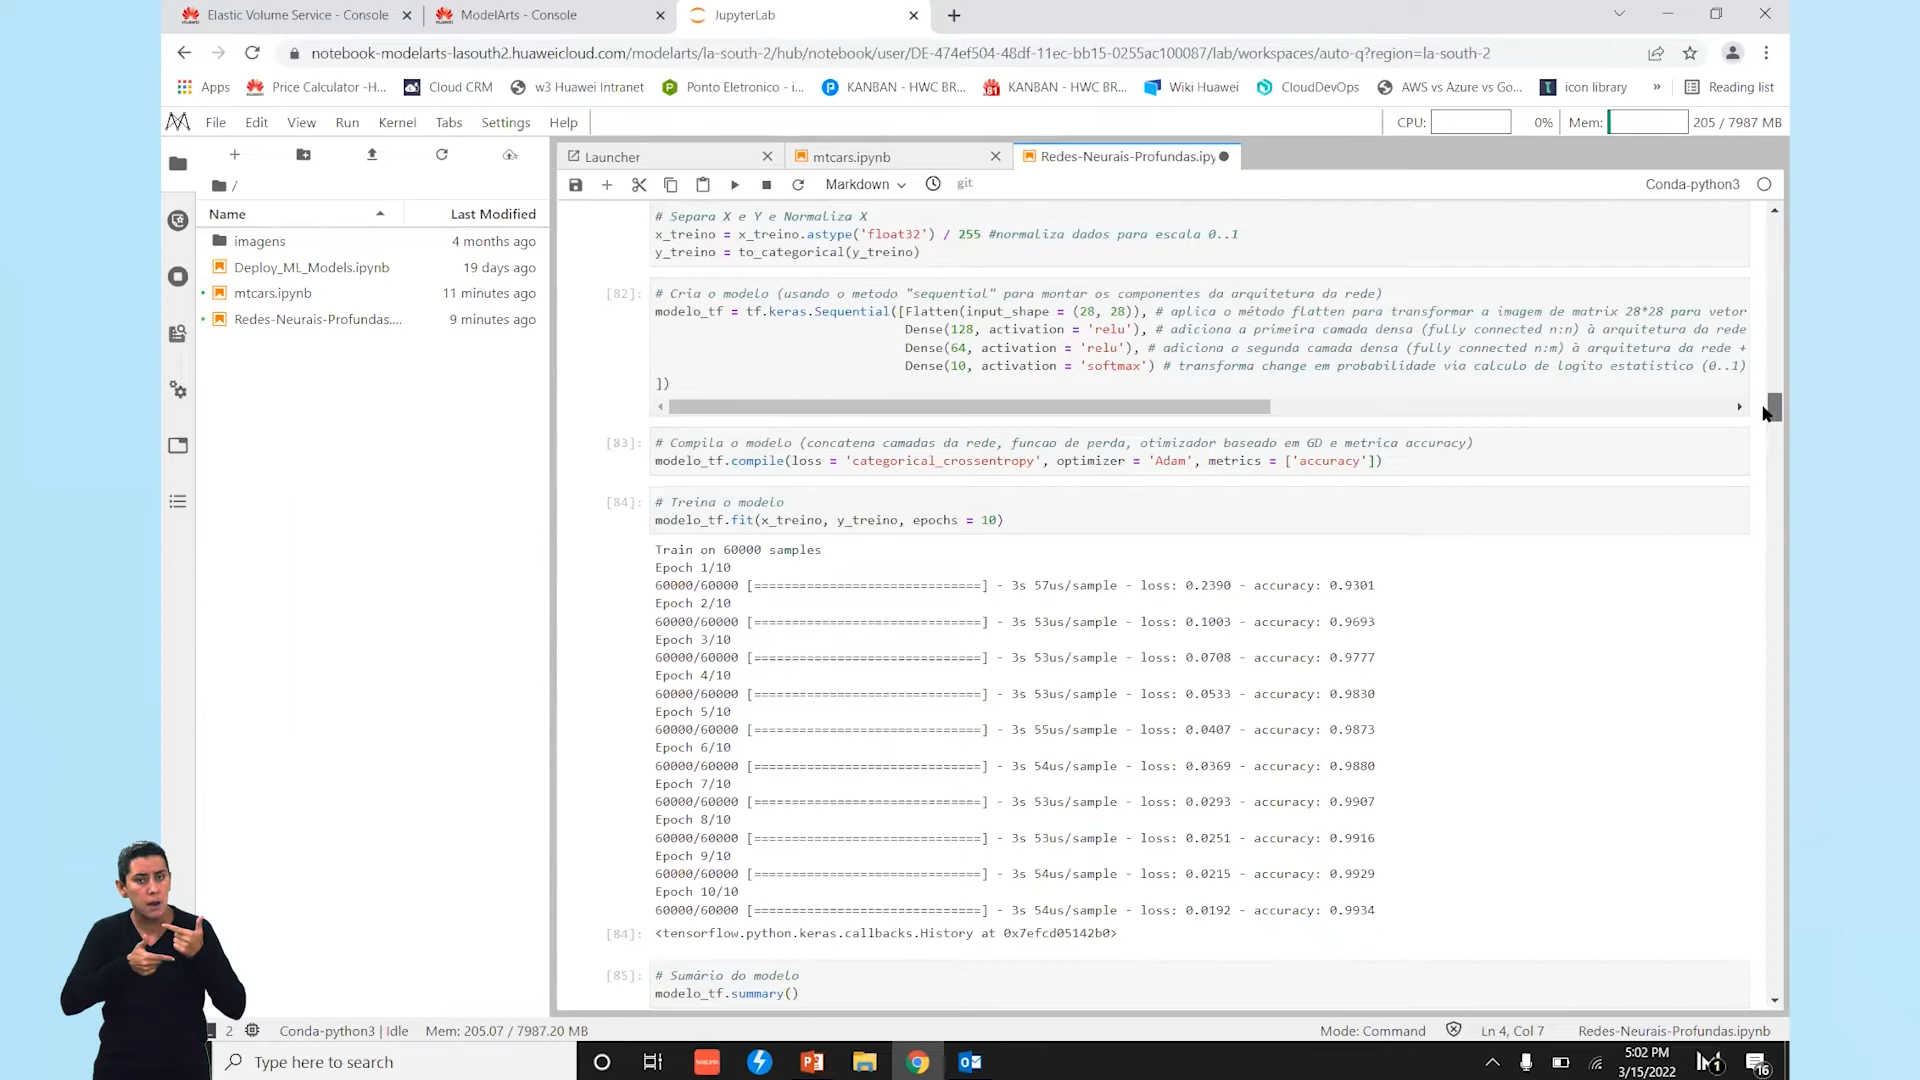 Elastic Volume Service - Console
ModelArts - Console
JupyterLab
notebook-modelarts-lasouth2.huaweicloud.com/modelarts/la-south-2/hub/notebook/user/DE-474ef504-48df-11ec-bb15-0255ac100087/lab/workspaces/auto-q?region=la-south-2
Apps Price Calculator -H... Cloud CRM w3 Huawei Intranet Ponto Eletronico - i... KANBAN - HWC BR... KANBAN - HWC BR... Wiki Huawei CloudDevOps AWS vs Azure vs Go... icon library » Reading list
File Edit View Run Kernel Tabs Settings Help
CPU: 0% Mem: 205 / 7987 MB
Launcher
mtcars.ipynb
Redes-Neurais-Profundas.ipy
Markdown
git
Conda-python3
/
Name Last Modified
imagens 4 months ago
Deploy_ML_Models.ipynb 19 days ago
mtcars.ipynb 11 minutes ago
Redes-Neurais-Profundas.... 9 minutes ago
# Separa X e Y e Normaliza X
x_treino = x_treino.astype('float32') / 255 #normaliza dados para escala 0..1
y_treino = to_categorical(y_treino)
[82]: # Cria o modelo (usando o metodo "sequential" para montar os componentes da arquitetura da rede)
modelo_tf = tf.keras.Sequential([Flatten(input_shape = (28, 28)), # aplica o método flatten para transformar a imagem de matrix 28*28 para vetor
Dense(128, activation = 'relu'), # adiciona a primeira camada densa (fully connected n:n) à arquitetura da rede
Dense(64, activation = 'relu'), # adiciona a segunda camada densa (fully connected n:m) à arquitetura da rede +
Dense(10, activation = 'softmax') # transforma change em probabilidade via calculo de logito estatistico (0..1)
])
[83]: # Compila o modelo (concatena camadas da rede, funcao de perda, otimizador baseado em GD e metrica accuracy)
modelo_tf.compile(loss = 'categorical_crossentropy', optimizer = 'Adam', metrics = ['accuracy'])
[84]: # Treina o modelo
modelo_tf.fit(x_treino, y_treino, epochs = 10)
Train on 60000 samples
Epoch 1/10
60000/60000 [==============================] - 3s 57us/sample - loss: 0.2390 - accuracy: 0.9301
Epoch 2/10
60000/60000 [==============================] - 3s 53us/sample - loss: 0.1003 - accuracy: 0.9693
Epoch 3/10
60000/60000 [==============================] - 3s 53us/sample - loss: 0.0708 - accuracy: 0.9777
Epoch 4/10
60000/60000 [==============================] - 3s 53us/sample - loss: 0.0533 - accuracy: 0.9830
Epoch 5/10
60000/60000 [==============================] - 3s 55us/sample - loss: 0.0407 - accuracy: 0.9873
Epoch 6/10
60000/60000 [==============================] - 3s 54us/sample - loss: 0.0369 - accuracy: 0.9880
Epoch 7/10
60000/60000 [==============================] - 3s 53us/sample - loss: 0.0293 - accuracy: 0.9907
Epoch 8/10
60000/60000 [==============================] - 3s 53us/sample - loss: 0.0251 - accuracy: 0.9916
Epoch 9/10
60000/60000 [==============================] - 3s 54us/sample - loss: 0.0215 - accuracy: 0.9929
Epoch 10/10
60000/60000 [==============================] - 3s 54us/sample - loss: 0.0192 - accuracy: 0.9934
[84]: <tensorflow.python.keras.callbacks.History at 0x7efcd05142b0>
[85]: # Sumário do modelo
modelo_tf.summary()
2 Conda-python3 | Idle Mem: 205.07 / 7987.20 MB Mode: Command Ln 4, Col 7 Redes-Neurais-Profundas.ipynb
Type here to search
WeLink
5:02 PM
3/15/2022
1
16